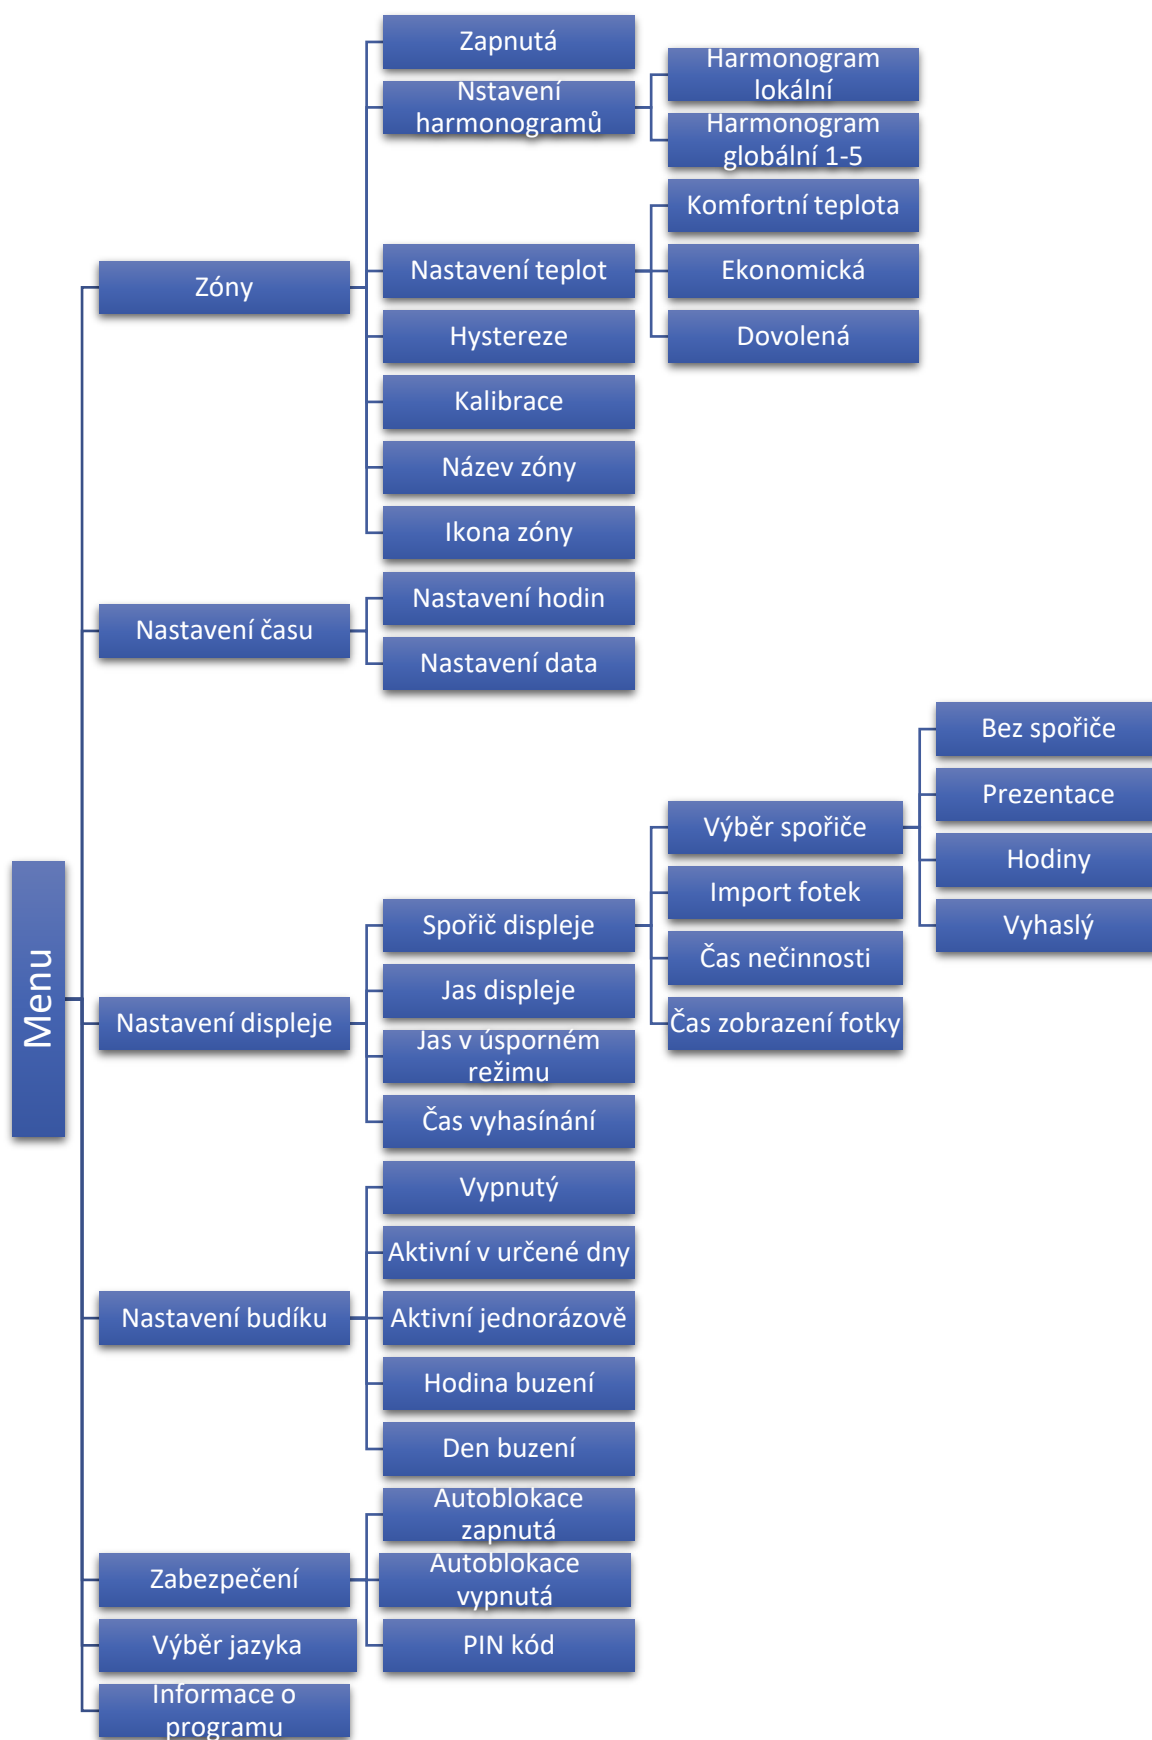 Menu
Zóny
Zapnutá
Nstavení
harmonogramů
Harmonogram
lokální
Harmonogram
globální 1-5
Nastavení teplot
Komfortní teplota
Ekonomická
Dovolená
Hystereze
Kalibrace
Název zóny
Ikona zóny
Nastavení času
Nastavení hodin
Nastavení data
Nastavení displeje
Spořič displeje
Výběr spořiče
Bez spořiče
Prezentace
Hodiny
Vyhaslý
Import fotek
Čas nečinnosti
Čas zobrazení fotky
Jas displeje
Jas v úsporném
režimu
Čas vyhasínání
Nastavení budíku
Vypnutý
Aktivní v určené dny
Aktivní jednorázově
Hodina buzení
Den buzení
Zabezpečení
Autoblokace
zapnutá
Autoblokace
vypnutá
PIN kód
Výběr jazyka
Informace o
programu